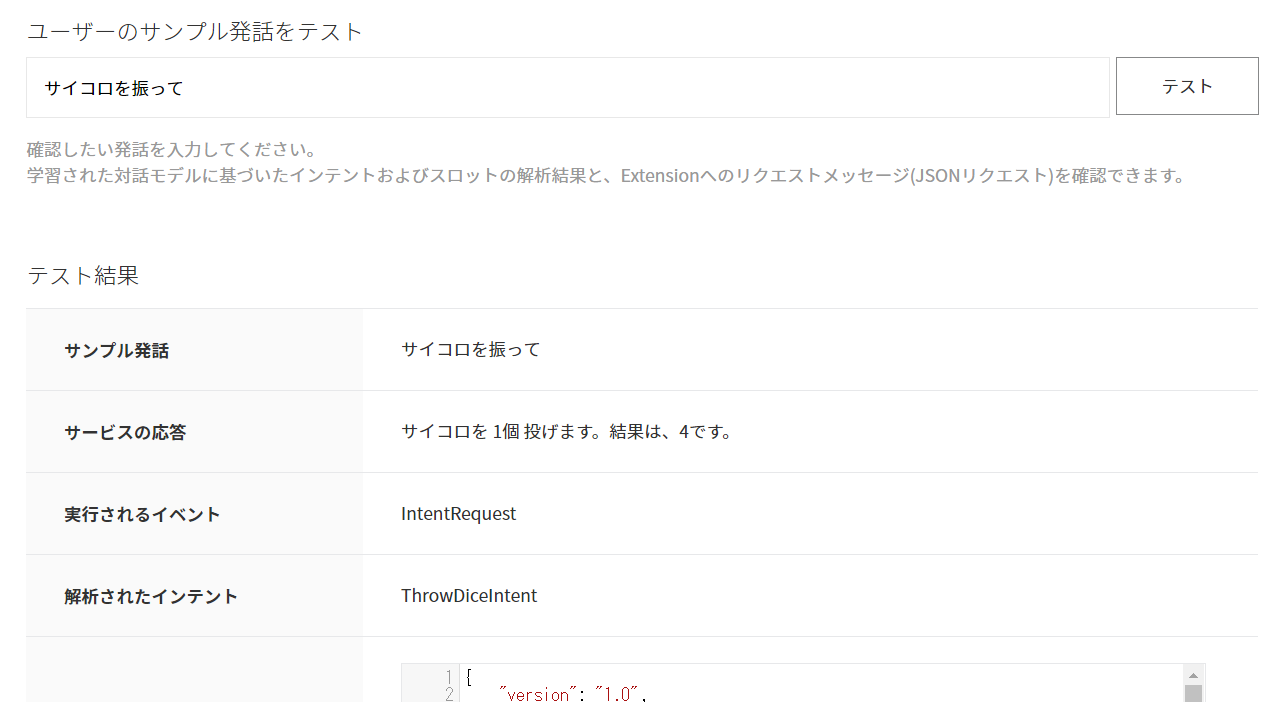 ユーザーのサンプル発話をテスト
サイコロを振って
テスト
確認したい発話を入力してください。
学習された対話モデルに基づいたインテントおよびスロットの解析結果と、Extensionへのリクエストメッセージ(JSONリクエスト)を確認できます。
テスト結果
サンプル発話
サイコロを振って
サービスの応答
サイコロを 1個 投げます。結果は、4です。
実行されるイベント
IntentRequest
解析されたインテント
ThrowDiceIntent
1 {
2 "version": "1.0",